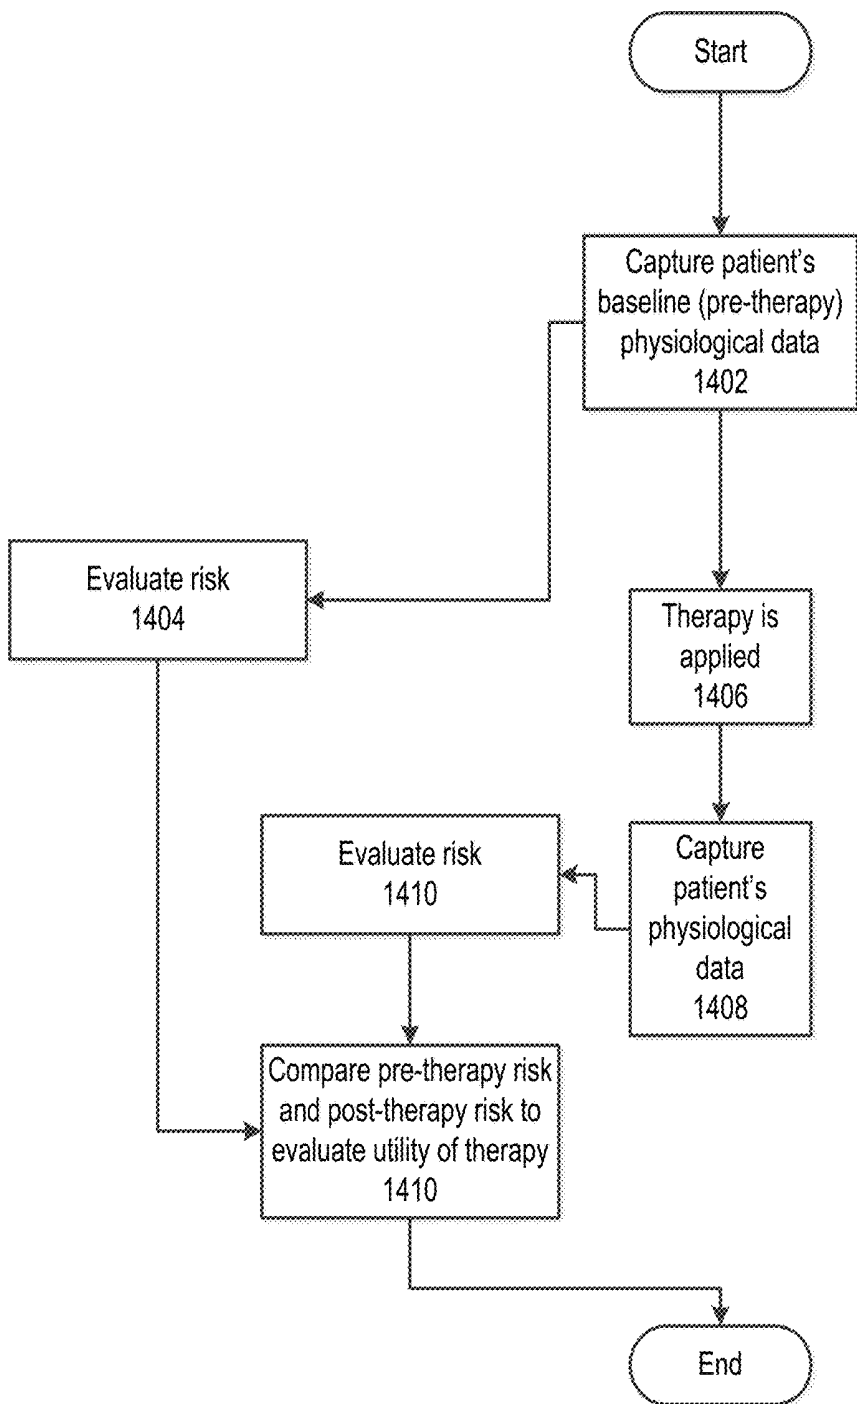 Start
Capture patient's
baseline (pre-therapy)
physiological data
1402
Evaluate risk
1404
Therapy is
applied
1406
Capture
patient's
physiological
data
1408
Evaluate risk
1410
Compare pre-therapy risk
and post-therapy risk to
evaluate utility of therapy
1410
End